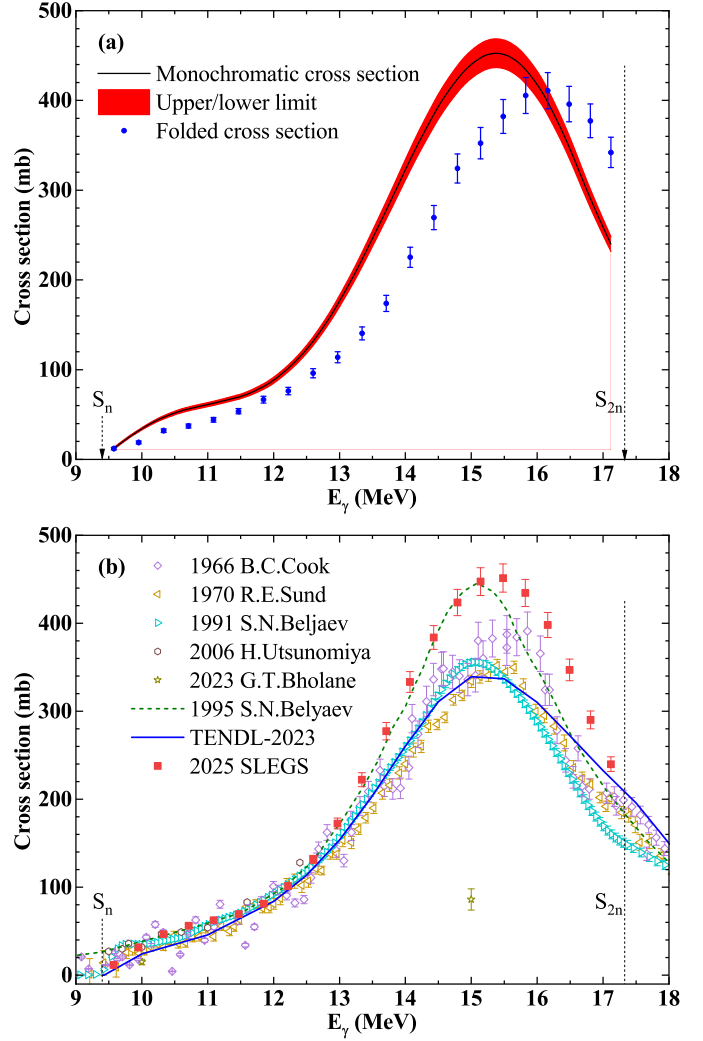 500
(a)
Monochromatic cross section
400
Upper/lower limit
Folded cross section
300
Cross section (mb)
200
100
Sₙ
S₂ₙ
0
9 10 11 12 13 14 15 16 17 18
E_γ (MeV)
500
(b)
1966 B.C.Cook
1970 R.E.Sund
400
1991 S.N.Beljaev
2006 H.Utsunomiya
2023 G.T.Bholane
300
1995 S.N.Belyaev
TENDL-2023
2025 SLEGS
Cross section (mb)
200
100
Sₙ
S₂ₙ
0
9 10 11 12 13 14 15 16 17 18
E_γ (MeV)